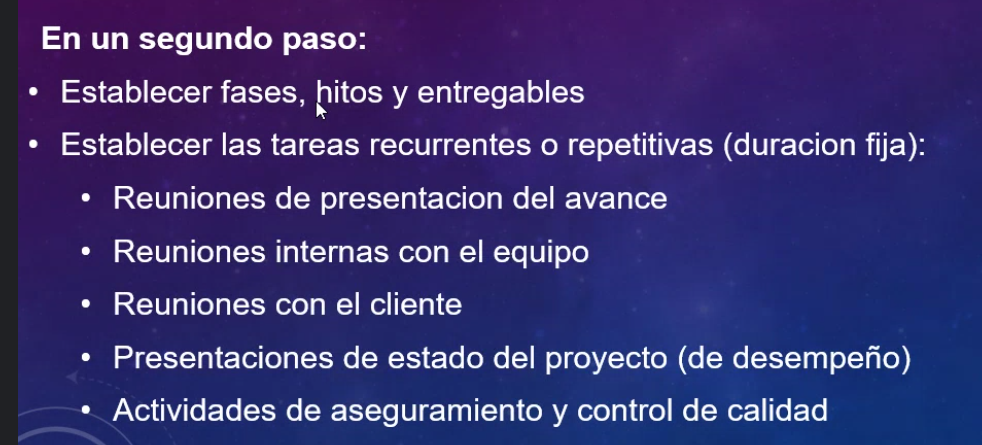 En un segundo paso:
• Establecer fases, hitos y entregables
• Establecer las tareas recurrentes o repetitivas (duracion fija):
• Reuniones de presentacion del avance
• Reuniones internas con el equipo
• Reuniones con el cliente
• Presentaciones de estado del proyecto (de desempeño)
• Actividades de aseguramiento y control de calidad